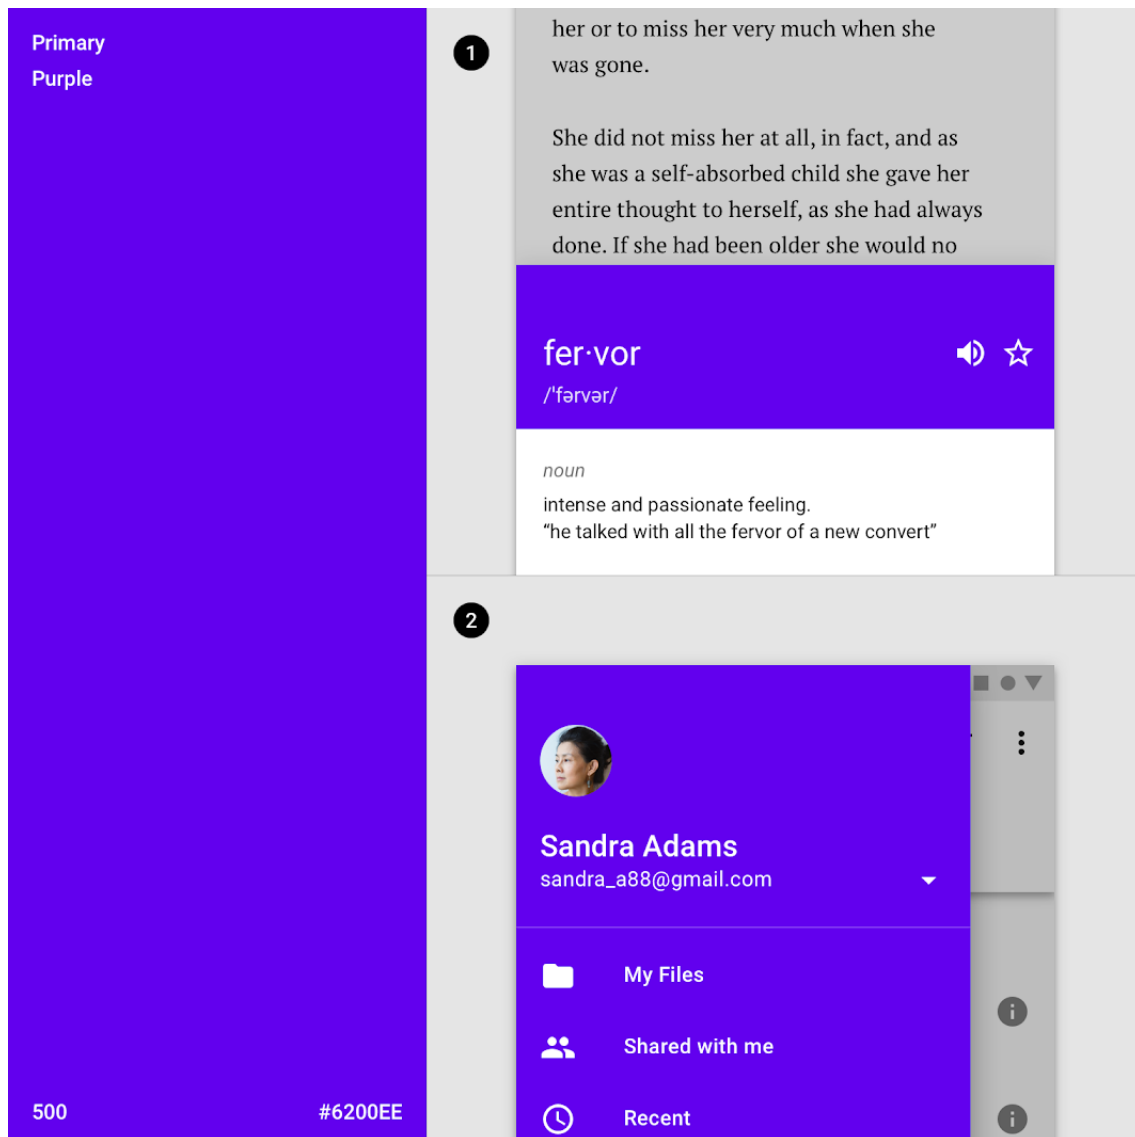 Primary
Purple
500
#6200EE
1
her or to miss her very much when she
was gone.
She did not miss her at all, in fact, and as
she was a self-absorbed child she gave her
entire thought to herself, as she had always
done. If she had been older she would no
fer·vor
/ˈfərvər/
noun
intense and passionate feeling.
“he talked with all the fervor of a new convert”
2
Sandra Adams
sandra_a88@gmail.com
My Files
Shared with me
Recent